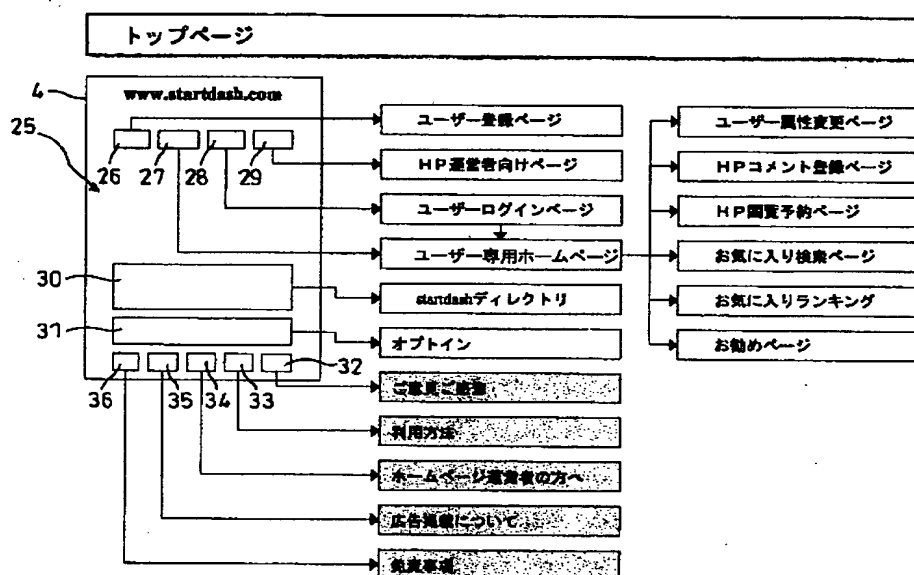 トップページ
4
www.startdash.com
25
26 27 28 29
ユーザー登録ページ
HP運営者向けページ
ユーザーログインページ
ユーザー専用ホームページ
startdashディレクトリ
オプトイン
ユーザー属性変更ページ
HPコメント登録ページ
HP閲覧予約ページ
お気に入り検索ページ
お気に入りランキング
お勧めページ
30
31
32
36 35 34 33
利用方法
ホームページ運営者の方へ
広告掲載について
免責事項